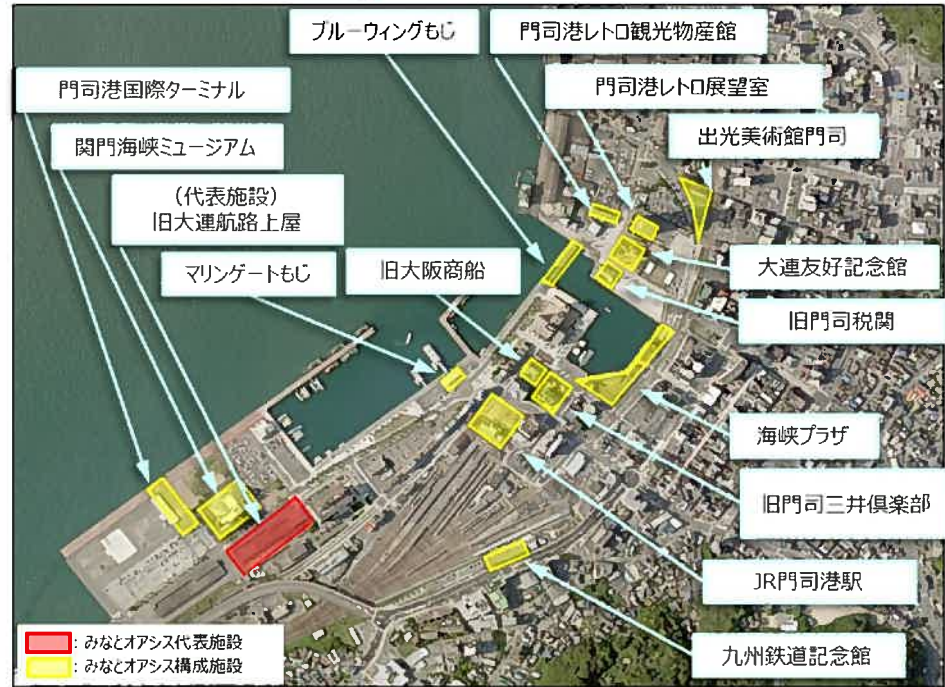 ブルーウィングもじ
門司港レトロ観光物産館
門司港国際ターミナル
門司港レトロ展望室
関門海峡ミュージアム
出光美術館門司
(代表施設)
旧大連航路上屋
マリンゲートもじ
旧大阪商船
大連友好記念館
旧門司税関
海峡プラザ
旧門司三井倶楽部
JR門司港駅
九州鉄道記念館
:みなとオアシス代表施設
:みなとオアシス構成施設